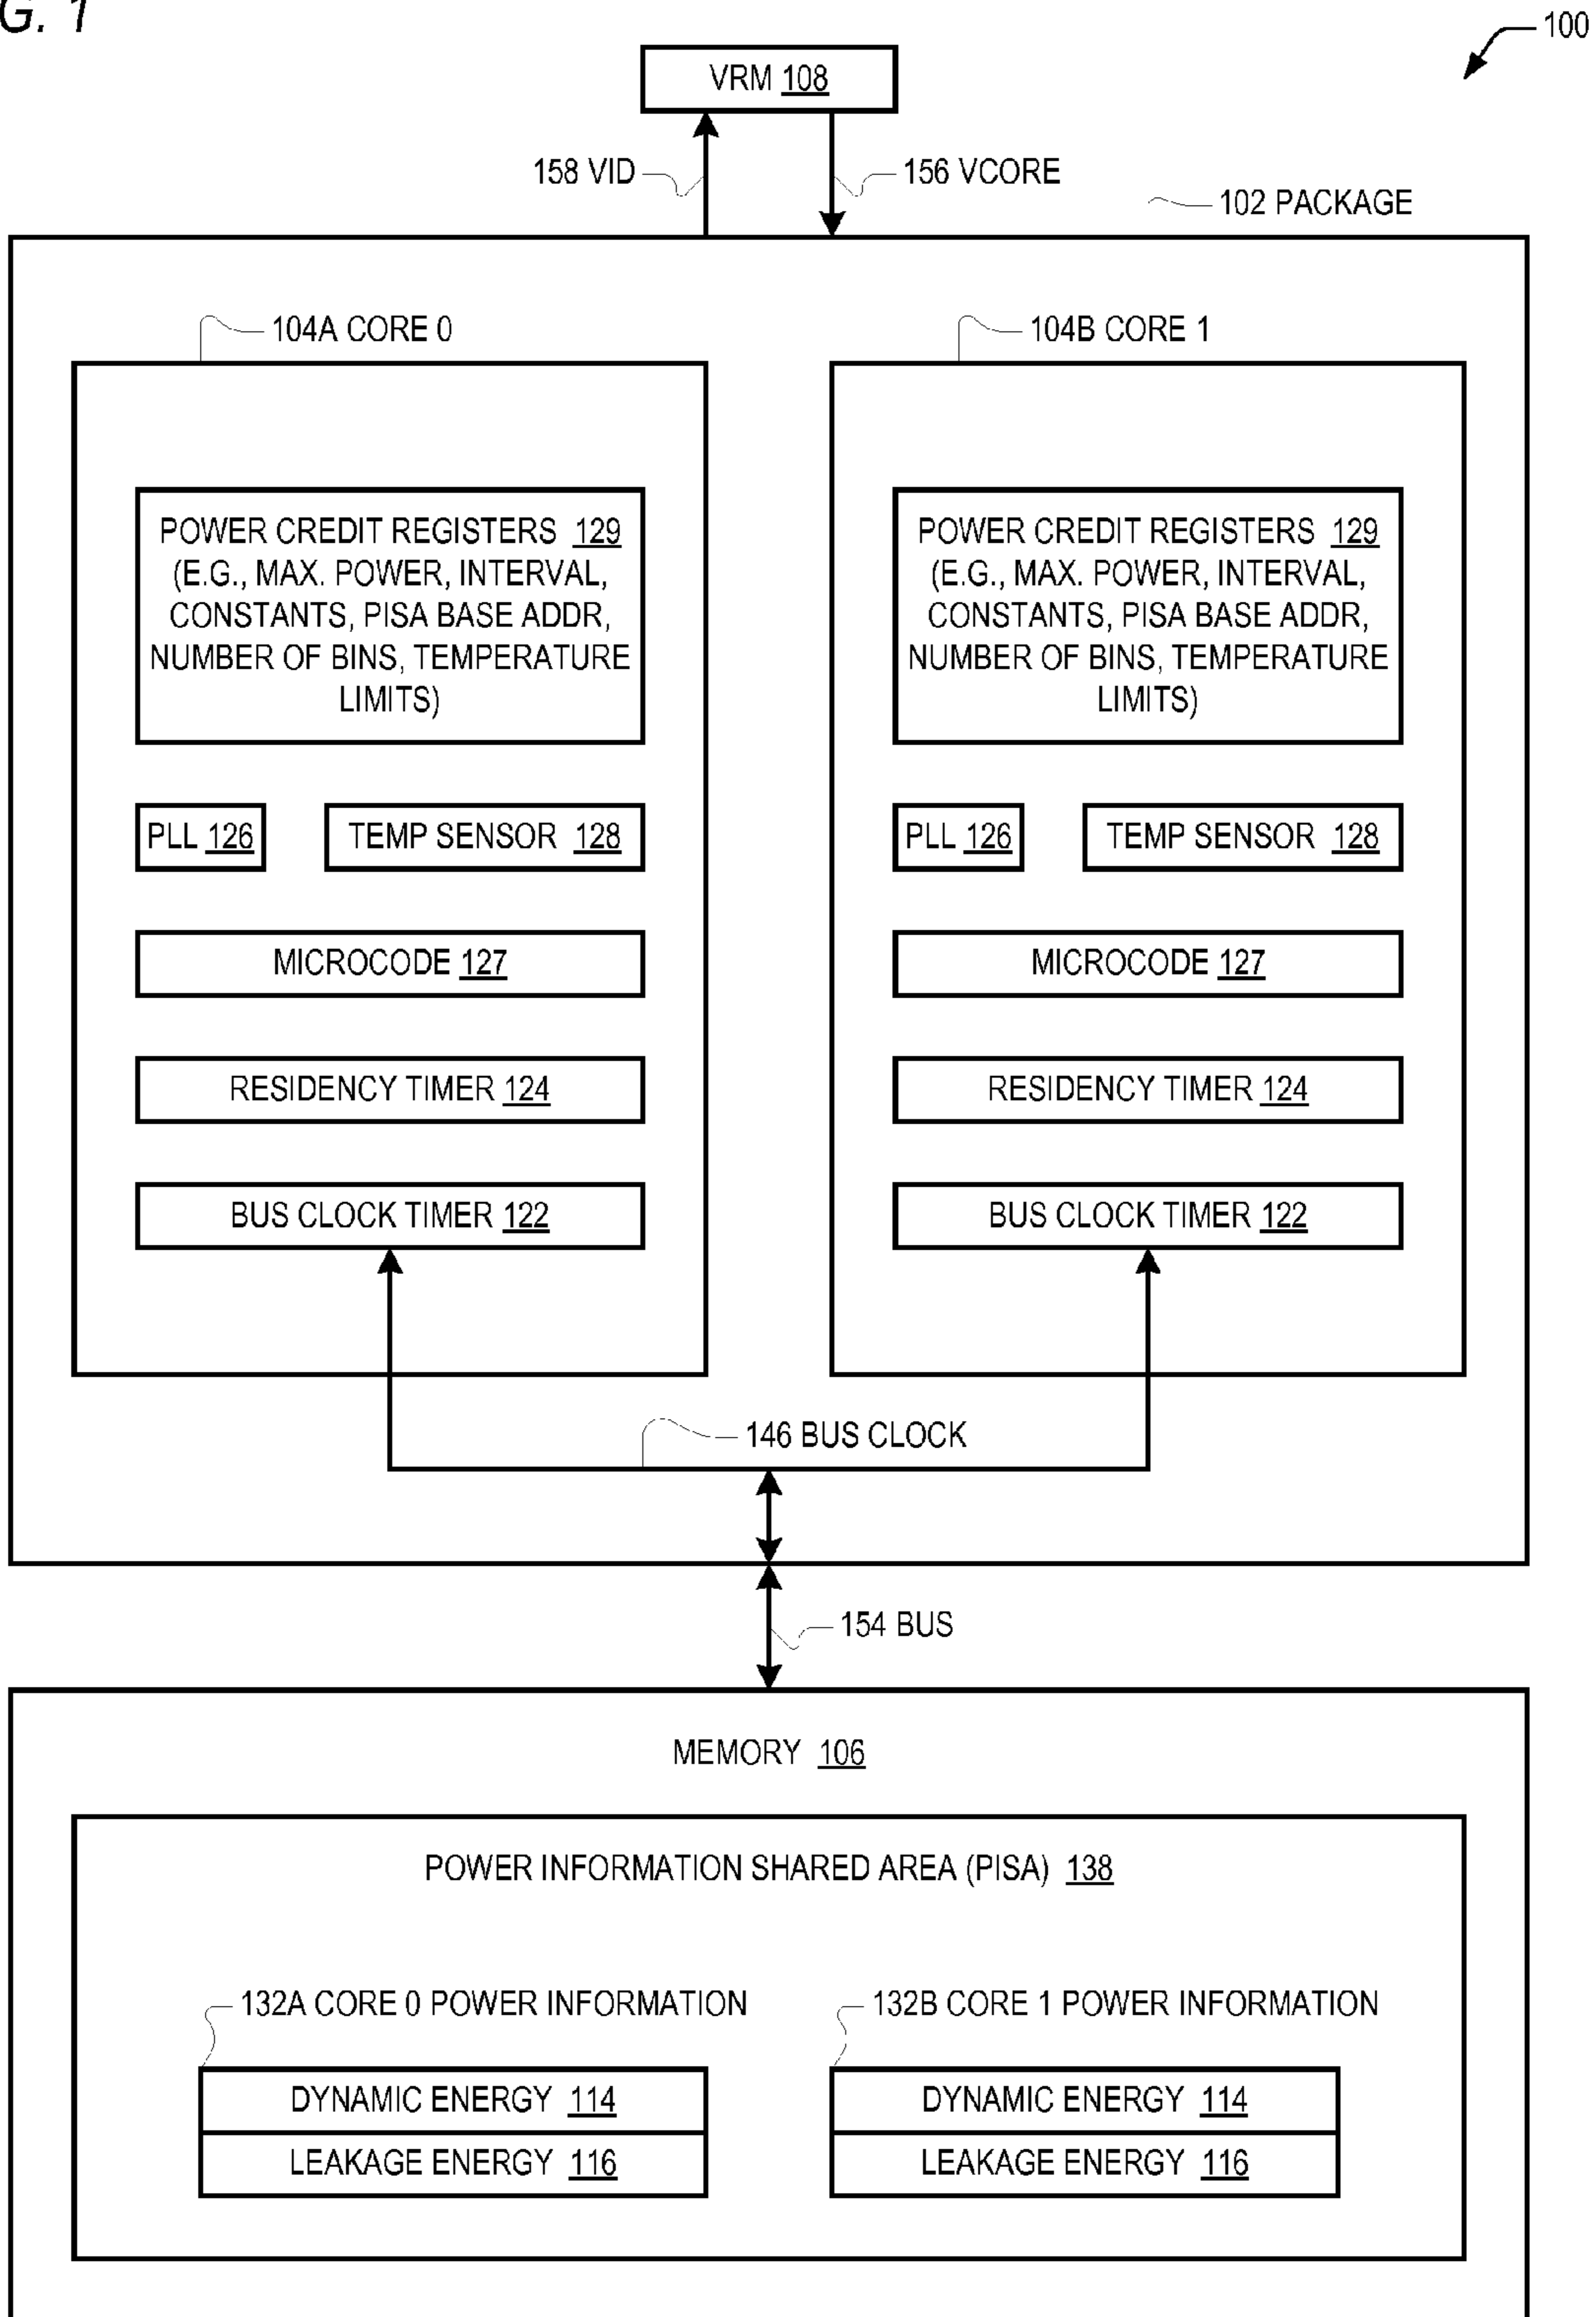 G. 1
100
VRM 108
158 VID
156 VCORE
102 PACKAGE
104A CORE 0
104B CORE 1
POWER CREDIT REGISTERS 129
(E.G., MAX. POWER, INTERVAL,
CONSTANTS, PISA BASE ADDR,
NUMBER OF BINS, TEMPERATURE
LIMITS)
POWER CREDIT REGISTERS 129
(E.G., MAX. POWER, INTERVAL,
CONSTANTS, PISA BASE ADDR,
NUMBER OF BINS, TEMPERATURE
LIMITS)
PLL 126
TEMP SENSOR 128
PLL 126
TEMP SENSOR 128
MICROCODE 127
MICROCODE 127
RESIDENCY TIMER 124
RESIDENCY TIMER 124
BUS CLOCK TIMER 122
BUS CLOCK TIMER 122
146 BUS CLOCK
154 BUS
MEMORY 106
POWER INFORMATION SHARED AREA (PISA) 138
132A CORE 0 POWER INFORMATION
132B CORE 1 POWER INFORMATION
DYNAMIC ENERGY 114
LEAKAGE ENERGY 116
DYNAMIC ENERGY 114
LEAKAGE ENERGY 116